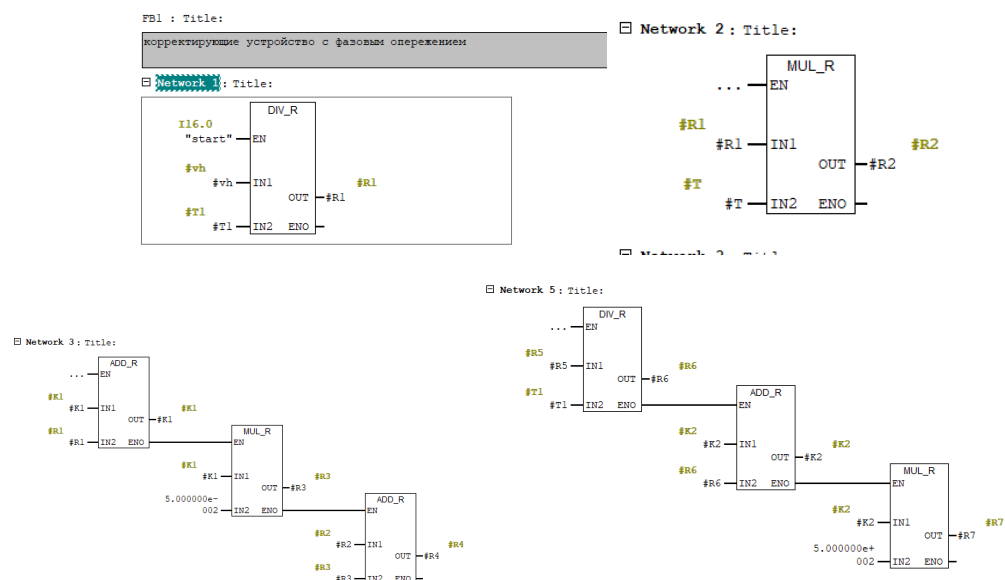 FB1 : Title:
корректирующие устройство с фазовым опережением
Network 1: Title:
DIV_R
I16.0
"start"
EN
#vh
#vh
IN1
#R1
OUT
#R1
#T1
#T1
IN2
ENO
Network 2 : Title:
MUL_R
...
EN
#R1
#R1
IN1
#R2
OUT
#R2
#T
#T
IN2
ENO
Network 3 : Title:
ADD_R
...
EN
#K1
#K1
IN1
#K1
OUT
#K1
#R1
#R1
IN2
ENO
MUL_R
EN
#K1
#K1
IN1
#R3
OUT
#R3
5.000000e-
002
IN2
ENO
ADD_R
EN
#R2
#R2
IN1
#R4
OUT
#R4
#R3
#R3
IN2
ENO
Network 5 : Title:
DIV_R
...
EN
#R5
#R5
IN1
#R6
OUT
#R6
#T1
#T1
IN2
ENO
ADD_R
EN
#K2
#K2
IN1
#K2
OUT
#K2
#R6
#R6
IN2
ENO
MUL_R
EN
#K2
#K2
IN1
#R7
OUT
#R7
5.000000e+
002
IN2
ENO